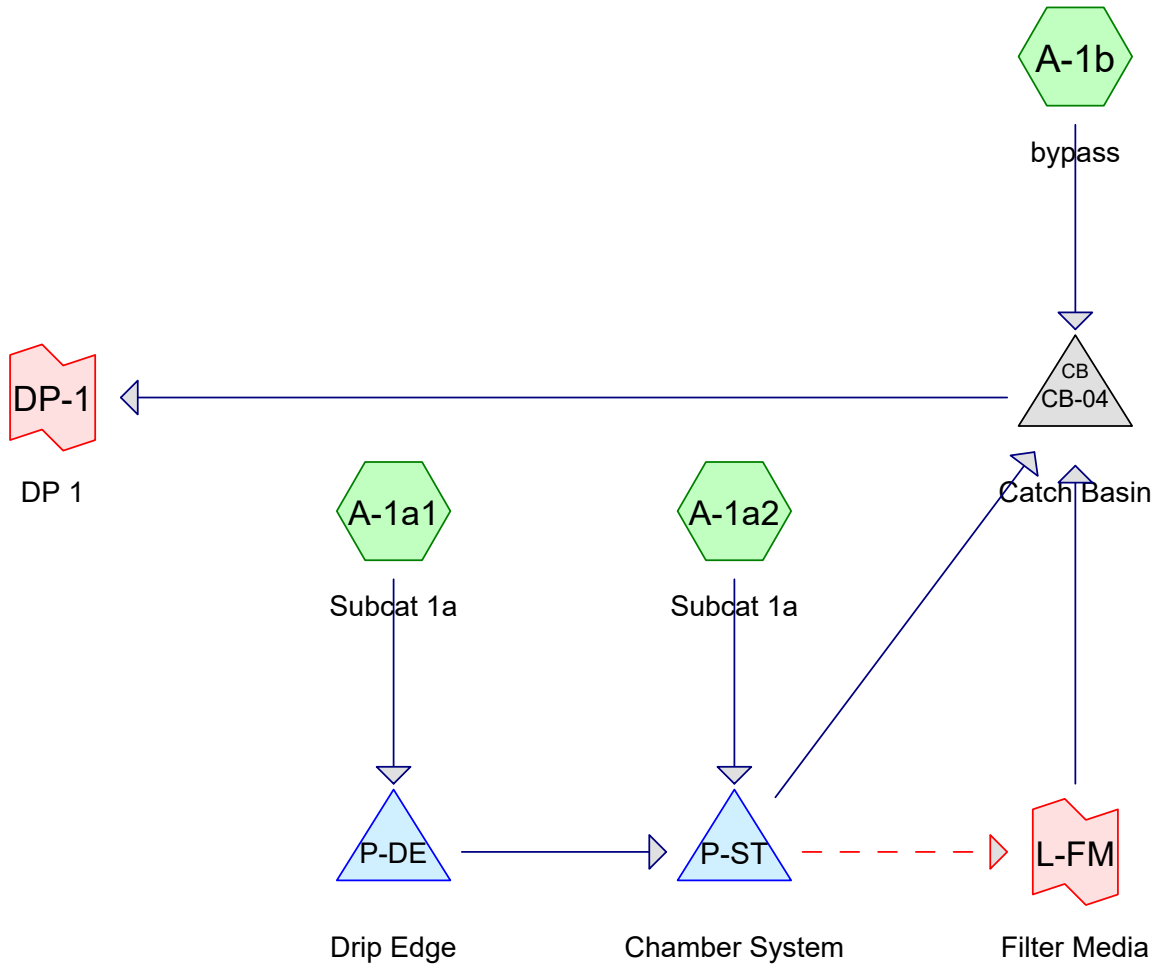 A-1b
bypass
CB
CB-04
Catch Basin
DP-1
DP 1
A-1a1
Subcat 1a
A-1a2
Subcat 1a
P-DE
Drip Edge
P-ST
Chamber System
L-FM
Filter Media